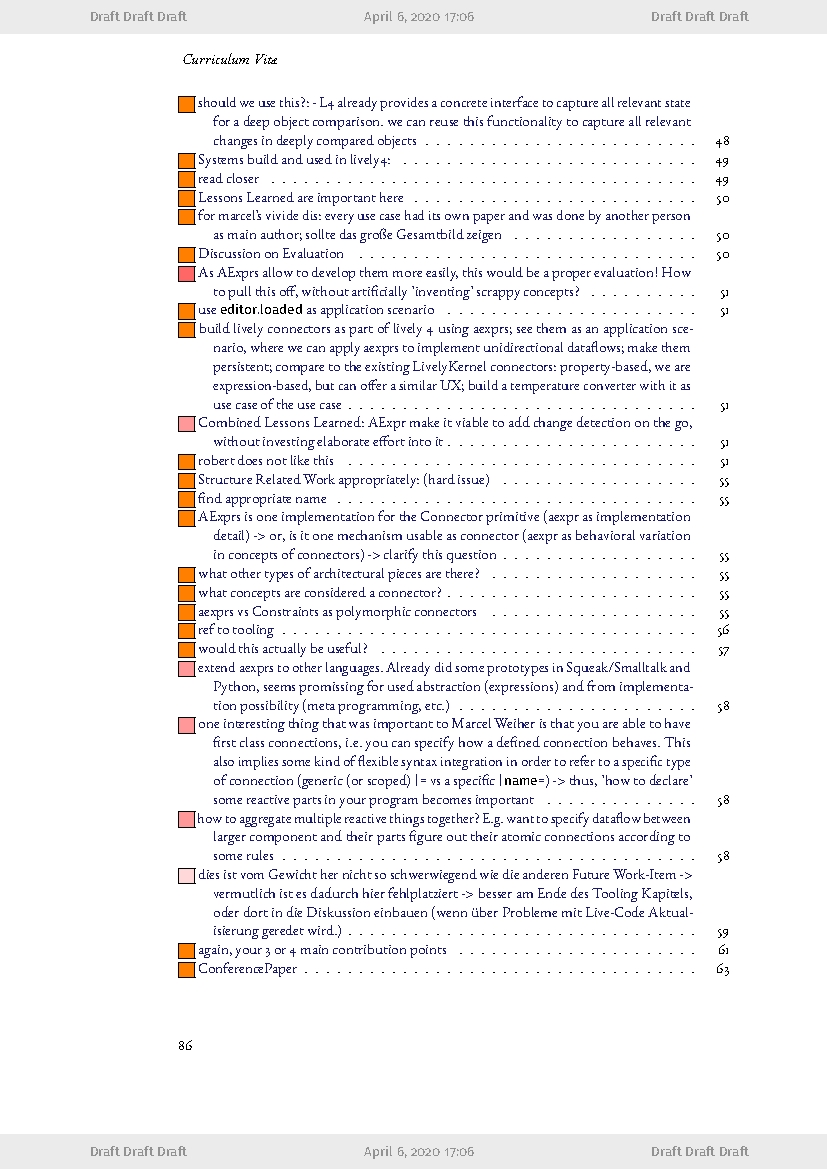 Draft Draft Draft April 6, 2020 17:06 Draft Draft Draft
Curriculum Vitæ
should we use this?: - L4 already provides a concrete interface to capture all relevant state
for a deep object comparison. we can reuse this functionality to capture all relevant
changes in deeply compared objects . . . . . . . . . . . . . . . . . . . . . . . . . 48
Systems build and used in lively4: . . . . . . . . . . . . . . . . . . . . . . . . . . . 49
read closer . . . . . . . . . . . . . . . . . . . . . . . . . . . . . . . . . . . . . . . 49
Lessons Learned are important here . . . . . . . . . . . . . . . . . . . . . . . . . . 50
for marcel's vivide dis: every use case had its own paper and was done by another person
as main author; sollte das große Gesamtbild zeigen . . . . . . . . . . . . . . . . . 50
Discussion on Evaluation . . . . . . . . . . . . . . . . . . . . . . . . . . . . . . . 50
As AExprs allow to develop them more easily, this would be a proper evaluation! How
to pull this off, without artificially 'inventing' scrappy concepts? . . . . . . . . . . 51
use editor.loaded as application scenario . . . . . . . . . . . . . . . . . . . . . . . 51
build lively connectors as part of lively 4 using aexprs; see them as an application sce-
nario, where we can apply aexprs to implement unidirectional dataflows; make them
persistent; compare to the existing LivelyKernel connectors: property-based, we are
expression-based, but can offer a similar UX; build a temperature converter with it as
use case of the use case . . . . . . . . . . . . . . . . . . . . . . . . . . . . . . . . 51
Combined Lessons Learned: AExpr make it viable to add change detection on the go,
without investing elaborate effort into it . . . . . . . . . . . . . . . . . . . . . . . 51
robert does not like this . . . . . . . . . . . . . . . . . . . . . . . . . . . . . . . . 51
Structure Related Work appropriately: (hard issue) . . . . . . . . . . . . . . . . . . 55
find appropriate name . . . . . . . . . . . . . . . . . . . . . . . . . . . . . . . . . 55
AExprs is one implementation for the Connector primitive (aexpr as implementation
detail) -> or, is it one mechanism usable as connector (aexpr as behavioral variation
in concepts of connectors) -> clarify this question . . . . . . . . . . . . . . . . . . 55
what other types of architectural pieces are there? . . . . . . . . . . . . . . . . . . . 55
what concepts are considered a connector? . . . . . . . . . . . . . . . . . . . . . . . 55
aexprs vs Constraints as polymorphic connectors . . . . . . . . . . . . . . . . . . . 55
ref to tooling . . . . . . . . . . . . . . . . . . . . . . . . . . . . . . . . . . . . . . 56
would this actually be useful? . . . . . . . . . . . . . . . . . . . . . . . . . . . . . 57
extend aexprs to other languages. Already did some prototypes in Squeak/Smalltalk and
Python, seems promising for used abstraction (expressions) and from implementa-
tion possibility (meta programming, etc.) . . . . . . . . . . . . . . . . . . . . . . 58
one interesting thing that was important to Marcel Weiher is that you are able to have
first class connections, i.e. you can specify how a defined connection behaves. This
also implies some kind of flexible syntax integration in order to refer to a specific type
of connection (generic (or scoped) |= vs a specific |name=) -> thus, 'how to declare'
some reactive parts in your program becomes important . . . . . . . . . . . . . . 58
how to aggregate multiple reactive things together? E.g. want to specify dataflow between
larger component and their parts figure out their atomic connections according to
some rules . . . . . . . . . . . . . . . . . . . . . . . . . . . . . . . . . . . . . . 58
dies ist vom Gewicht her nicht so schwerwiegend wie die anderen Future Work-Item ->
vermutlich ist es dadurch hier fehlplatziert -> besser am Ende des Tooling Kapitels,
oder dort in die Diskussion einbauen (wenn über Probleme mit Live-Code Aktual-
isierung geredet wird.) . . . . . . . . . . . . . . . . . . . . . . . . . . . . . . . . 59
again, your 3 or 4 main contribution points . . . . . . . . . . . . . . . . . . . . . . 61
ConferencePaper . . . . . . . . . . . . . . . . . . . . . . . . . . . . . . . . . . . . 63
86
Draft Draft Draft April 6, 2020 17:06 Draft Draft Draft